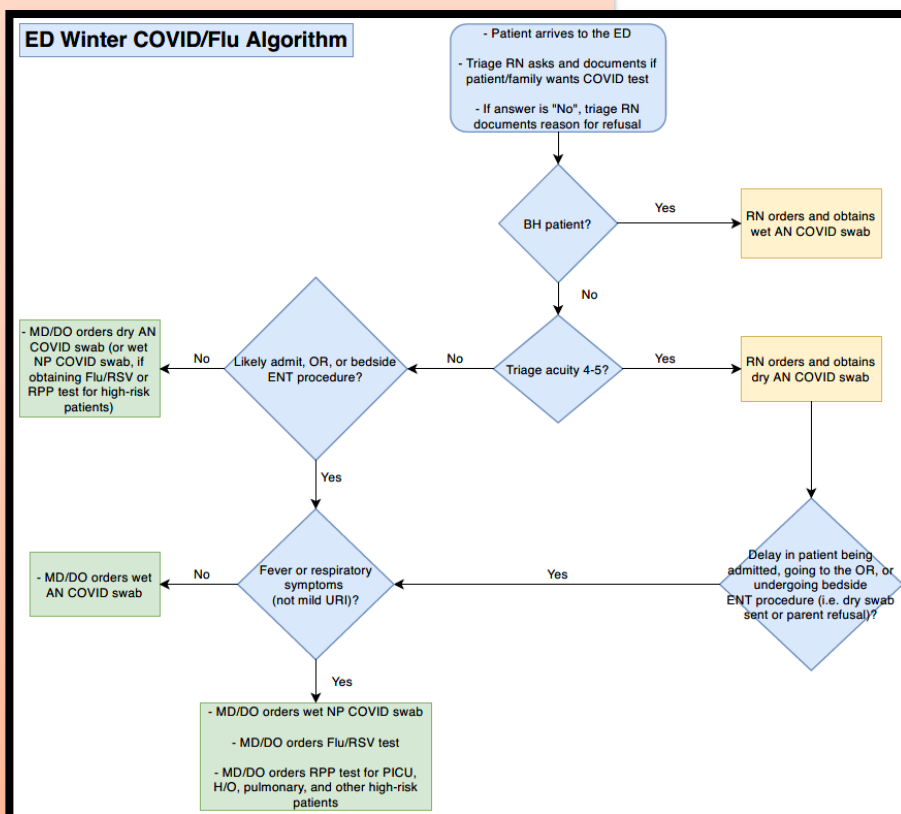 ED Winter COVID/Flu Algorithm
- Patient arrives to the ED
- Triage RN asks and documents if
patient/family wants COVID test
- If answer is "No", triage RN
documents reason for refusal
BH patient?
Yes
RN orders and obtains
wet AN COVID swab
No
Triage acuity 4-5?
Yes
RN orders and obtains
dry AN COVID swab
No
Likely admit, OR, or bedside
ENT procedure?
No
- MD/DO orders dry AN
COVID swab (or wet
NP COVID swab, if
obtaining Flu/RSV or
RPP test for high-risk
patients)
Yes
Fever or respiratory
symptoms
(not mild URI)?
No
- MD/DO orders wet
AN COVID swab
Yes
Delay in patient being
admitted, going to the OR, or
undergoing bedside
ENT procedure (i.e. dry swab
sent or parent refusal)?
Yes
- MD/DO orders wet NP COVID swab
- MD/DO orders Flu/RSV test
- MD/DO orders RPP test for PICU,
H/O, pulmonary, and other high-risk
patients